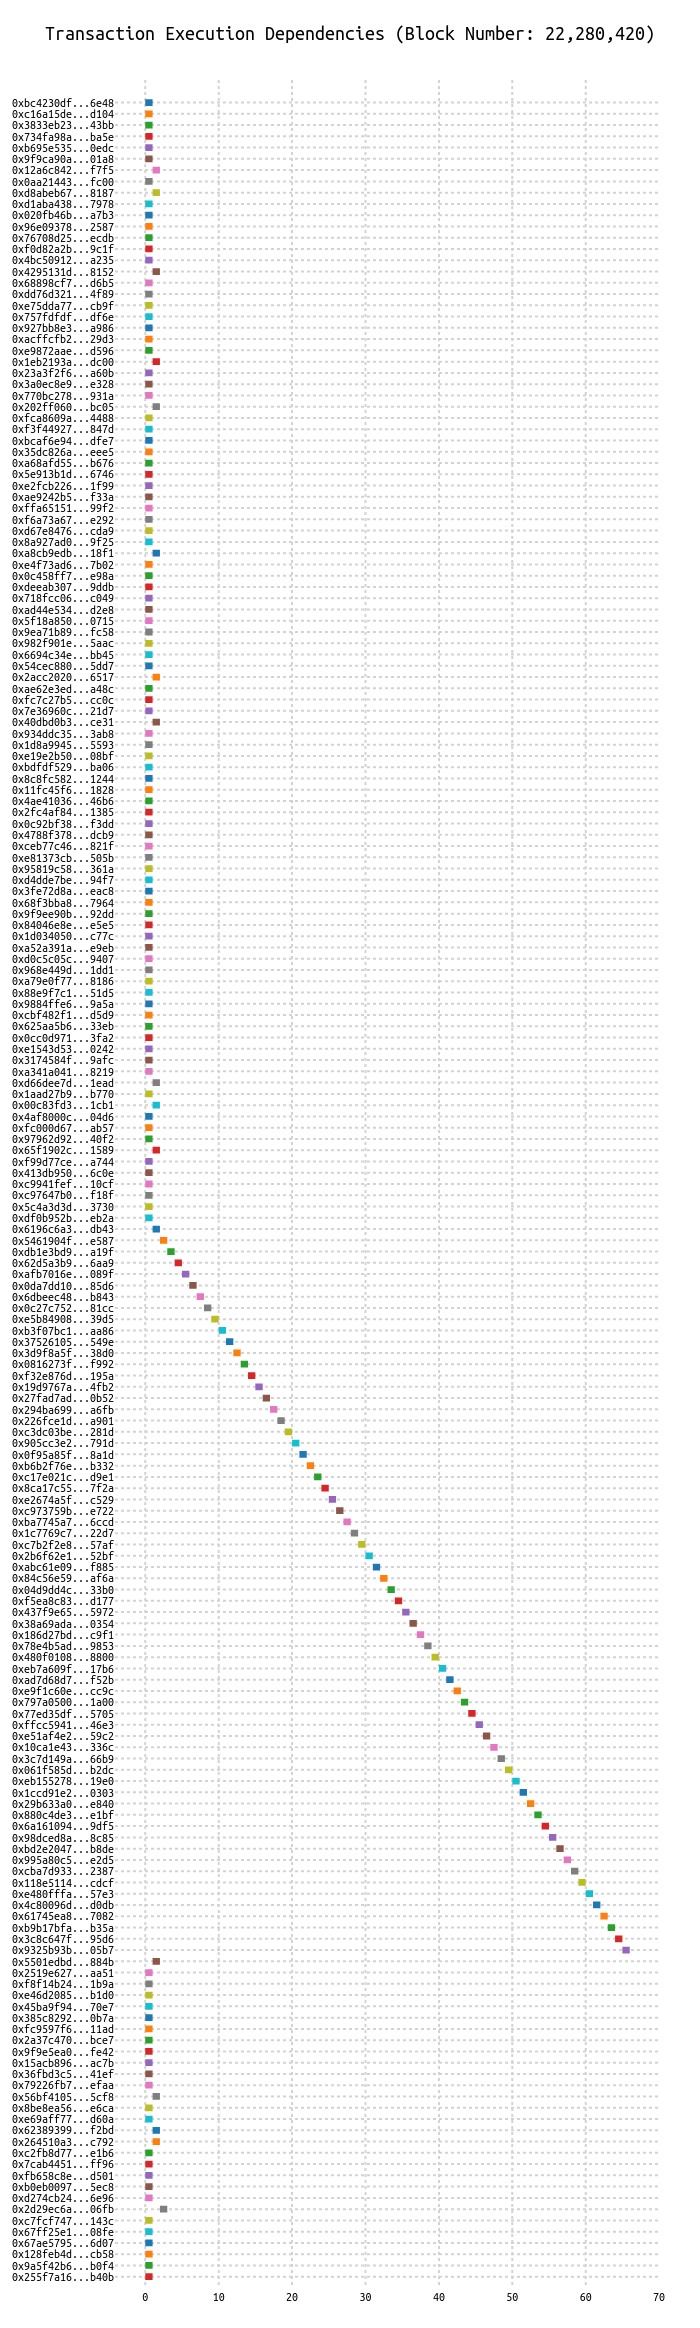 Transaction Execution Dependencies (Block Number: 22,280,420)
0xbc4230df...6e48
0xc16a15de...d104
0x3833eb23...43bb
0x734fa98a...ba5e
0xb695e535...0edc
0x9f9ca90a...01a8
0x12a6c842...f7f5
0x0aa21443...fc00
0xd8abeb67...8187
0xd1aba438...7978
0x020fb46b...a7b3
0x96e09378...2587
0x76708d25...ecdb
0xf0d82a2b...9c1f
0x4bc50912...a235
0x4295131d...8152
0x68898cf7...d6b5
0xdd76d321...4f89
0xe75dda77...cb9f
0x757fdfdf...df6e
0x927bb8e3...a986
0xacffcfb2...29d3
0xe9872aae...d596
0x1eb2193a...dc00
0x23a3f2f6...a60b
0x3a0ec8e9...e328
0x770bc278...931a
0x202ff060...bc05
0xfca8609a...4488
0xf3f44927...847d
0xbcaf6e94...dfe7
0x35dc826a...eee5
0xa68afd55...b676
0x5e913b1d...6746
0xe2fcb226...1f99
0xae9242b5...f33a
0xffa65151...99f2
0xf6a73a67...e292
0xd67e8476...cda9
0x8a927ad0...9f25
0xa8cb9edb...18f1
0xe4f73ad6...7b02
0x0c458ff7...e98a
0xdeeab307...9ddb
0x718fcc06...c049
0xad44e534...d2e8
0x5f18a850...0715
0x9ea71b89...fc58
0x982f901e...5aac
0x6694c34e...bb45
0x54cec880...5dd7
0x2acc2020...6517
0xae62e3ed...a48c
0xfc7c27b5...cc0c
0x7e36960c...21d7
0x40dbd0b3...ce31
0x934ddc35...3ab8
0x1d8a9945...5593
0xe19e2b50...08bf
0xbdfdf529...ba06
0x8c8fc582...1244
0x11fc45f6...1828
0x4ae41036...46b6
0x2fc4af84...1385
0x0c92bf38...f3dd
0x4788f378...dcb9
0xceb77c46...821f
0xe81373cb...505b
0x95819c58...361a
0xd4dde7be...94f7
0x3fe72d8a...eac8
0x68f3bba8...7964
0x9f9ee90b...92dd
0x84046e8e...e5e5
0x1d034050...c77c
0xa52a391a...e9eb
0xd0c5c05c...9407
0x968e449d...1dd1
0xa79e0f77...8186
0x88e9f7c1...51d5
0x9884ffe6...9a5a
0xcbf482f1...d5d9
0x625aa5b6...33eb
0x0cc0d971...3fa2
0xe1543d53...0242
0x3174584f...9afc
0xa341a041...8219
0xd66dee7d...1ead
0x1aad27b9...b770
0x00c83fd3...1cb1
0x4af8000c...04d6
0xfc000d67...ab57
0x97962d92...40f2
0x65f1902c...1589
0xf99d77ce...a744
0x413db950...6c0e
0xc9941fef...10cf
0xc97647b0...f18f
0x5c4a3d3d...3730
0xdf0b952b...eb2a
0x6196c6a3...db43
0x5461904f...e587
0xdb1e3bd9...a19f
0x62d5a3b9...6aa9
0xafb7016e...089f
0x0da7dd10...85d6
0x6dbeec48...b843
0x0c27c752...81cc
0xe5b84908...39d5
0xb3f07bc1...aa86
0x37526105...549e
0x3d9f8a5f...38d0
0x0816273f...f992
0xf32e876d...195a
0x19d9767a...4fb2
0x27fad7ad...0b52
0x294ba699...a6fb
0x226fce1d...a901
0xc3dc03be...281d
0x905cc3e2...791d
0x0f95a85f...8a1d
0xb6b2f76e...b332
0xc17e021c...d9e1
0x8ca17c55...7f2a
0xe2674a5f...c529
0xc973759b...e722
0xba7745a7...6ccd
0x1c7769c7...22d7
0xc7b2f2e8...57af
0x2b6f62e1...52bf
0xabc61e09...f885
0x84c56e59...af6a
0x04d9dd4c...33b0
0xf5ea8c83...d177
0x437f9e65...5972
0x38a69ada...0354
0x186d27bd...c9f1
0x78e4b5ad...9853
0x480f0108...8800
0xeb7a609f...17b6
0xad7d68d7...f52b
0xe9f1c60e...cc9c
0x797a0500...1a00
0x77ed35df...5705
0xffcc5941...46e3
0xe51af4e2...59c2
0x10ca1e43...336c
0x3c7d149a...66b9
0x061f585d...b2dc
0xeb155278...19e0
0x1ccd91e2...0303
0x29b633a0...e840
0x880c4de3...e1bf
0x6a161094...9df5
0x98dced8a...8c85
0xbd2e2047...b8de
0x995a80c5...e2d5
0xcba7d933...2387
0x118e5114...cdcf
0xe480fffa...57e3
0x4c80096d...d0db
0x61745ea8...7082
0xb9b17bfa...b35a
0x3c8c647f...95d6
0x9325b93b...05b7
0x5501edbd...884b
0x2519e627...aa51
0xf8f14b24...1b9a
0xe46d2085...b1d0
0x45ba9f94...70e7
0x385c8292...0b7a
0xfc9597f6...11ad
0x2a37c470...bce7
0x9f9e5ea0...fe42
0x15acb896...ac7b
0x36fbd3c5...41ef
0x79226fb7...efaa
0x56bf4105...5cf8
0x8be8ea56...e6ca
0xe69aff77...d60a
0x62389399...f2bd
0x264510a3...c792
0xc2fb8d77...e1b6
0x7cab4451...ff96
0xfb658c8e...d501
0xb0eb0097...5ec8
0xd274cb24...6e96
0x2d29ec6a...06fb
0xc7fcf747...143c
0x67ff25e1...08fe
0x67ae5795...6d07
0x128feb4d...cb58
0x9a5f42b6...b0f4
0x255f7a16...b40b
0 10 20 30 40 50 60 70